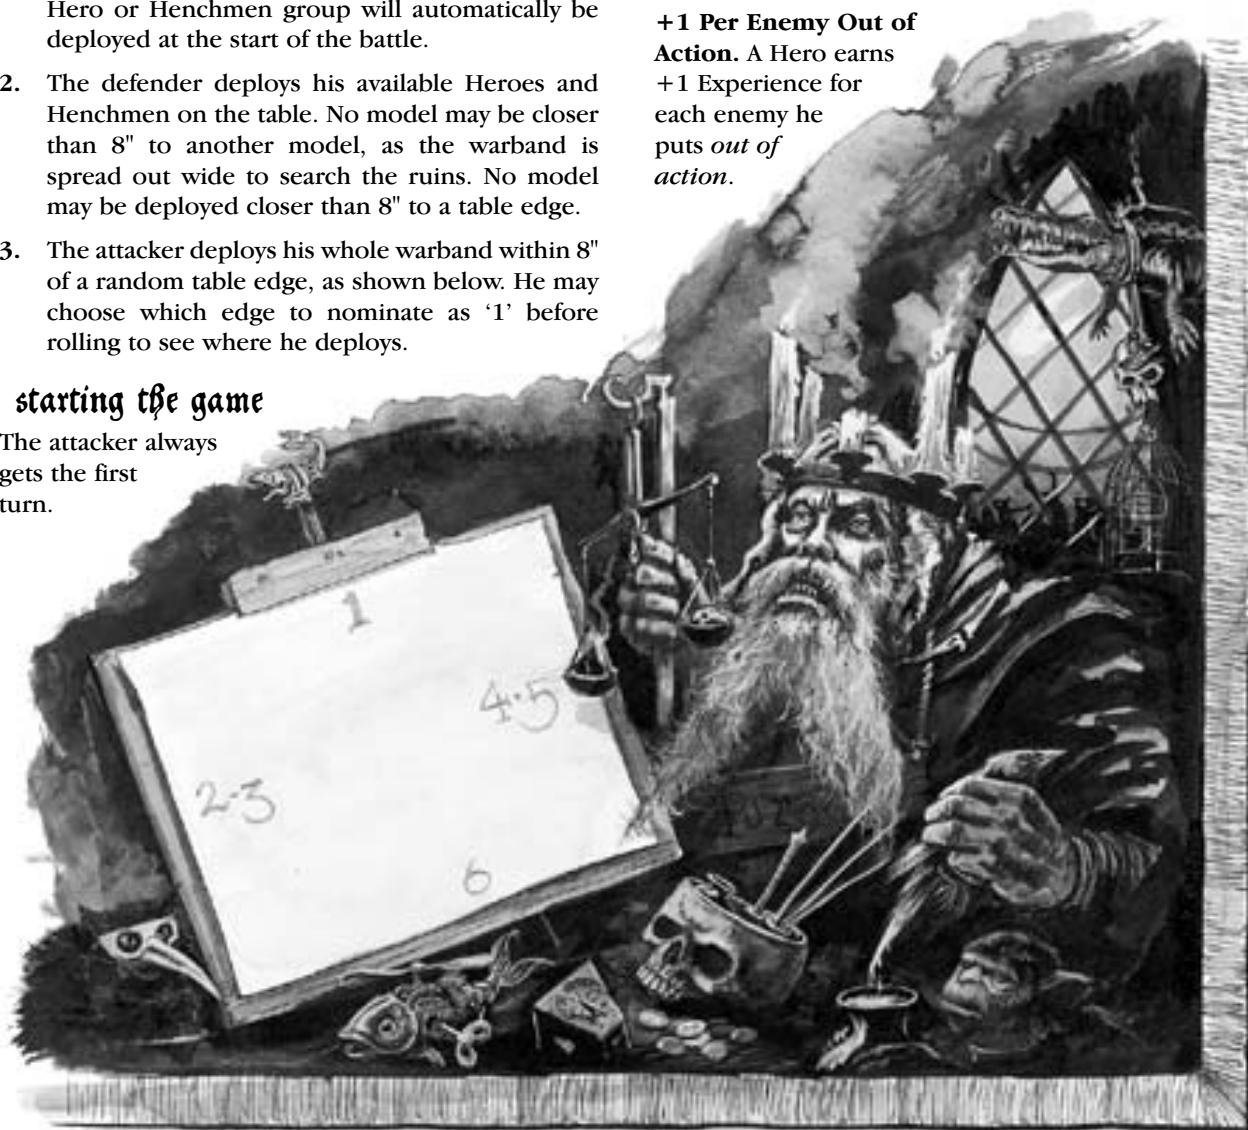 Hero or Henchmen group will automatically be
deployed at the start of the battle.
2. The defender deploys his available Heroes and
Henchmen on the table. No model may be closer
than 8" to another model, as the warband is
spread out wide to search the ruins. No model
may be deployed closer than 8" to a table edge.
3. The attacker deploys his whole warband within 8"
of a random table edge, as shown below. He may
choose which edge to nominate as ‘1’ before
rolling to see where he deploys.
starting the game
The attacker always
gets the first
turn.
+1 Per Enemy Out of
Action. A Hero earns
+1 Experience for
each enemy he
puts out of
action.
1
4-5
2-3
6